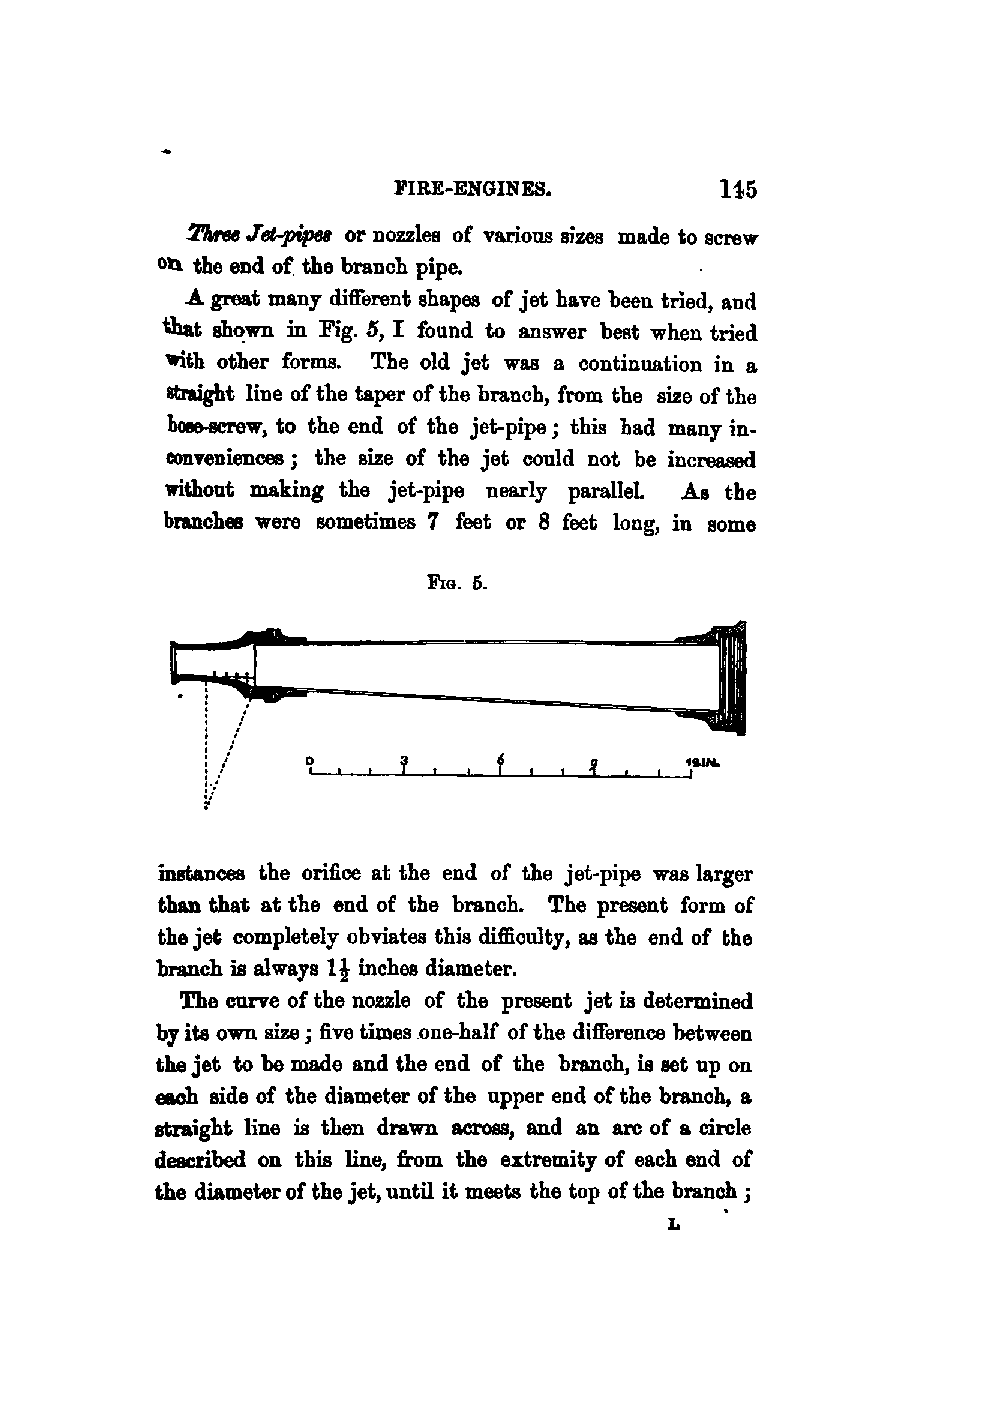 FIRE-ENGINES. 145
Three Jet-pipes or nozzles of various sizes made to screw
on the end of the branch pipe.
A great many different shapes of jet have been tried, and
that shown in Fig. 5, I found to answer best when tried
with other forms. The old jet was a continuation in a
straight line of the taper of the branch, from the size of the
hose-screw, to the end of the jet-pipe; this had many in-
conveniences; the size of the jet could not be increased
without making the jet-pipe nearly parallel. As the
branches were sometimes 7 feet or 8 feet long, in some
FIG. 5.
0 3 6 9 12.IN.
instances the orifice at the end of the jet-pipe was larger
than that at the end of the branch. The present form of
the jet completely obviates this difficulty, as the end of the
branch is always 1½ inches diameter.
The curve of the nozzle of the present jet is determined
by its own size; five times one-half of the difference between
the jet to be made and the end of the branch, is set up on
each side of the diameter of the upper end of the branch, a
straight line is then drawn across, and an arc of a circle
described on this line, from the extremity of each end of
the diameter of the jet, until it meets the top of the branch;
L